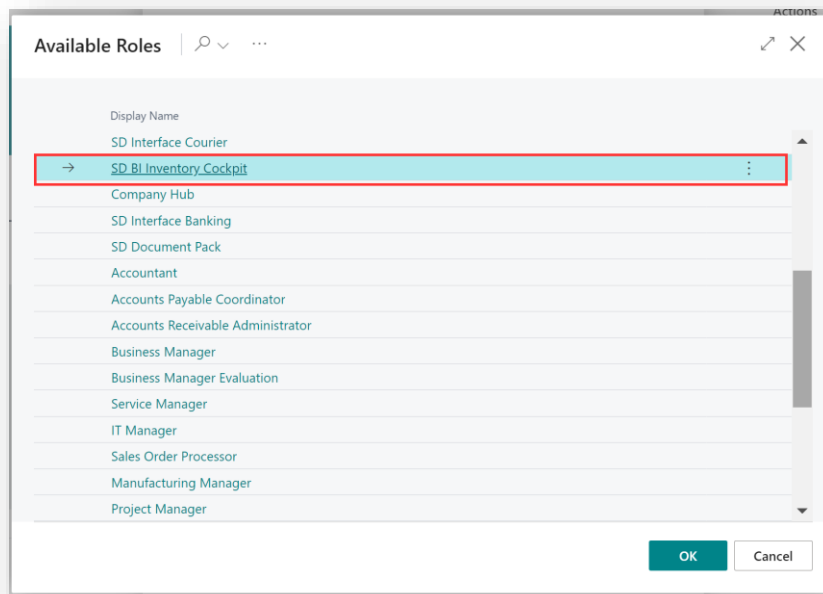 Actions
Available Roles
Display Name
SD Interface Courier
SD BI Inventory Cockpit
Company Hub
SD Interface Banking
SD Document Pack
Accountant
Accounts Payable Coordinator
Accounts Receivable Administrator
Business Manager
Business Manager Evaluation
Service Manager
IT Manager
Sales Order Processor
Manufacturing Manager
Project Manager
OK Cancel